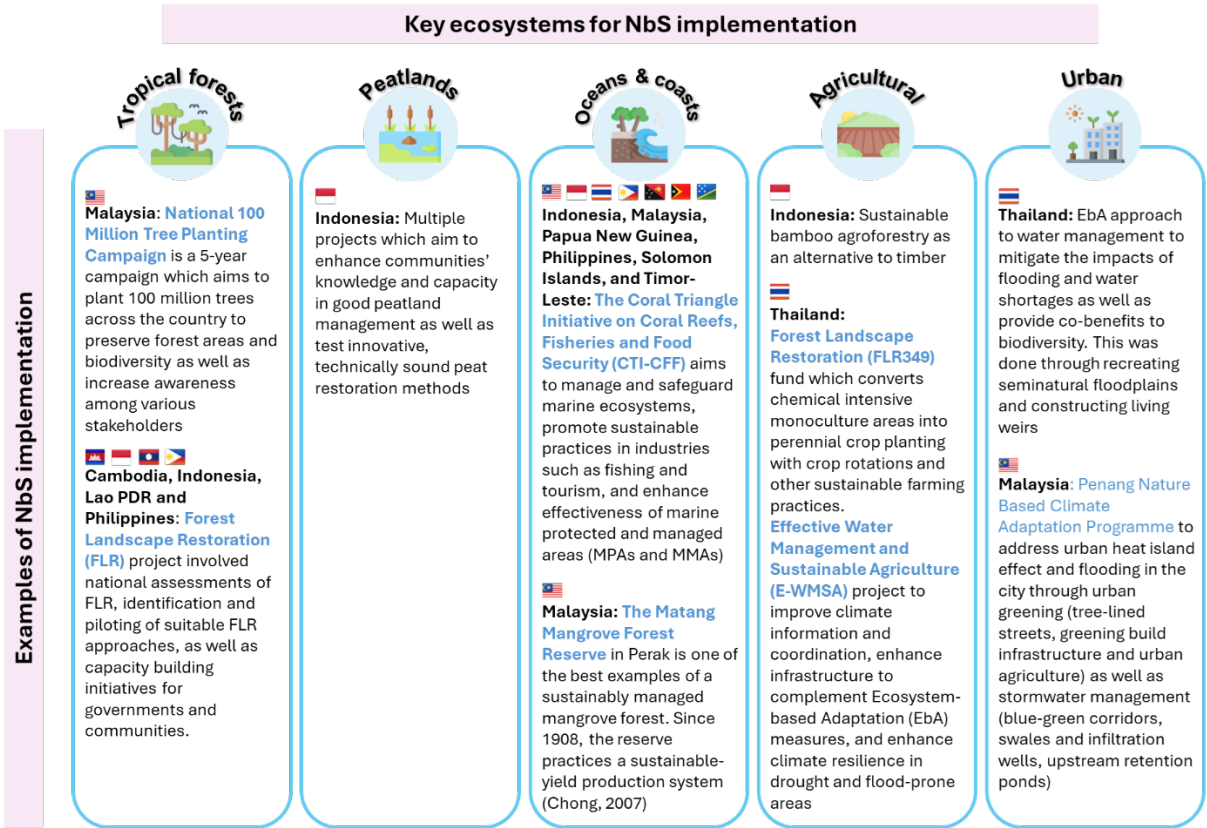 Key ecosystems for NbS implementation
Examples of NbS implementation
Tropical forests
Malaysia: National 100
Million Tree Planting
Campaign is a 5-year
campaign which aims to
plant 100 million trees
across the country to
preserve forest areas and
biodiversity as well as
increase awareness
among various
stakeholders
Cambodia, Indonesia,
Lao PDR and
Philippines: Forest
Landscape Restoration
(FLR) project involved
national assessments of
FLR, identification and
piloting of suitable FLR
approaches, as well as
capacity building
initiatives for
governments and
communities.
Peatlands
Indonesia: Multiple
projects which aim to
enhance communities'
knowledge and capacity
in good peatland
management as well as
test innovative,
technically sound peat
restoration methods
Oceans & coasts
Indonesia, Malaysia,
Papua New Guinea,
Philippines, Solomon
Islands, and Timor-
Leste: The Coral Triangle
Initiative on Coral Reefs,
Fisheries and Food
Security (CTI-CFF) aims
to manage and safeguard
marine ecosystems,
promote sustainable
practices in industries
such as fishing and
tourism, and enhance
effectiveness of marine
protected and managed
areas (MPAs and MMAs)
Malaysia: The Matang
Mangrove Forest
Reserve in Perak is one of
the best examples of a
sustainably managed
mangrove forest. Since
1908, the reserve
practices a sustainable-
yield production system
(Chong, 2007)
Agricultural
Indonesia: Sustainable
bamboo agroforestry as
an alternative to timber
Thailand:
Forest Landscape
Restoration (FLR349)
fund which converts
chemical intensive
monoculture areas into
perennial crop planting
with crop rotations and
other sustainable farming
practices.
Effective Water
Management and
Sustainable Agriculture
(E-WMSA) project to
improve climate
information and
coordination, enhance
infrastructure to
complement Ecosystem-
based Adaptation (EbA)
measures, and enhance
climate resilience in
drought and flood-prone
areas
Urban
Thailand: EbA approach
to water management to
mitigate the impacts of
flooding and water
shortages as well as
provide co-benefits to
biodiversity. This was
done through recreating
seminatural floodplains
and constructing living
weirs
Malaysia: Penang Nature
Based Climate
Adaptation Programme to
address urban heat island
effect and flooding in the
city through urban
greening (tree-lined
streets, greening build
infrastructure and urban
agriculture) as well as
stormwater management
(blue-green corridors,
swales and infiltration
wells, upstream retention
ponds)